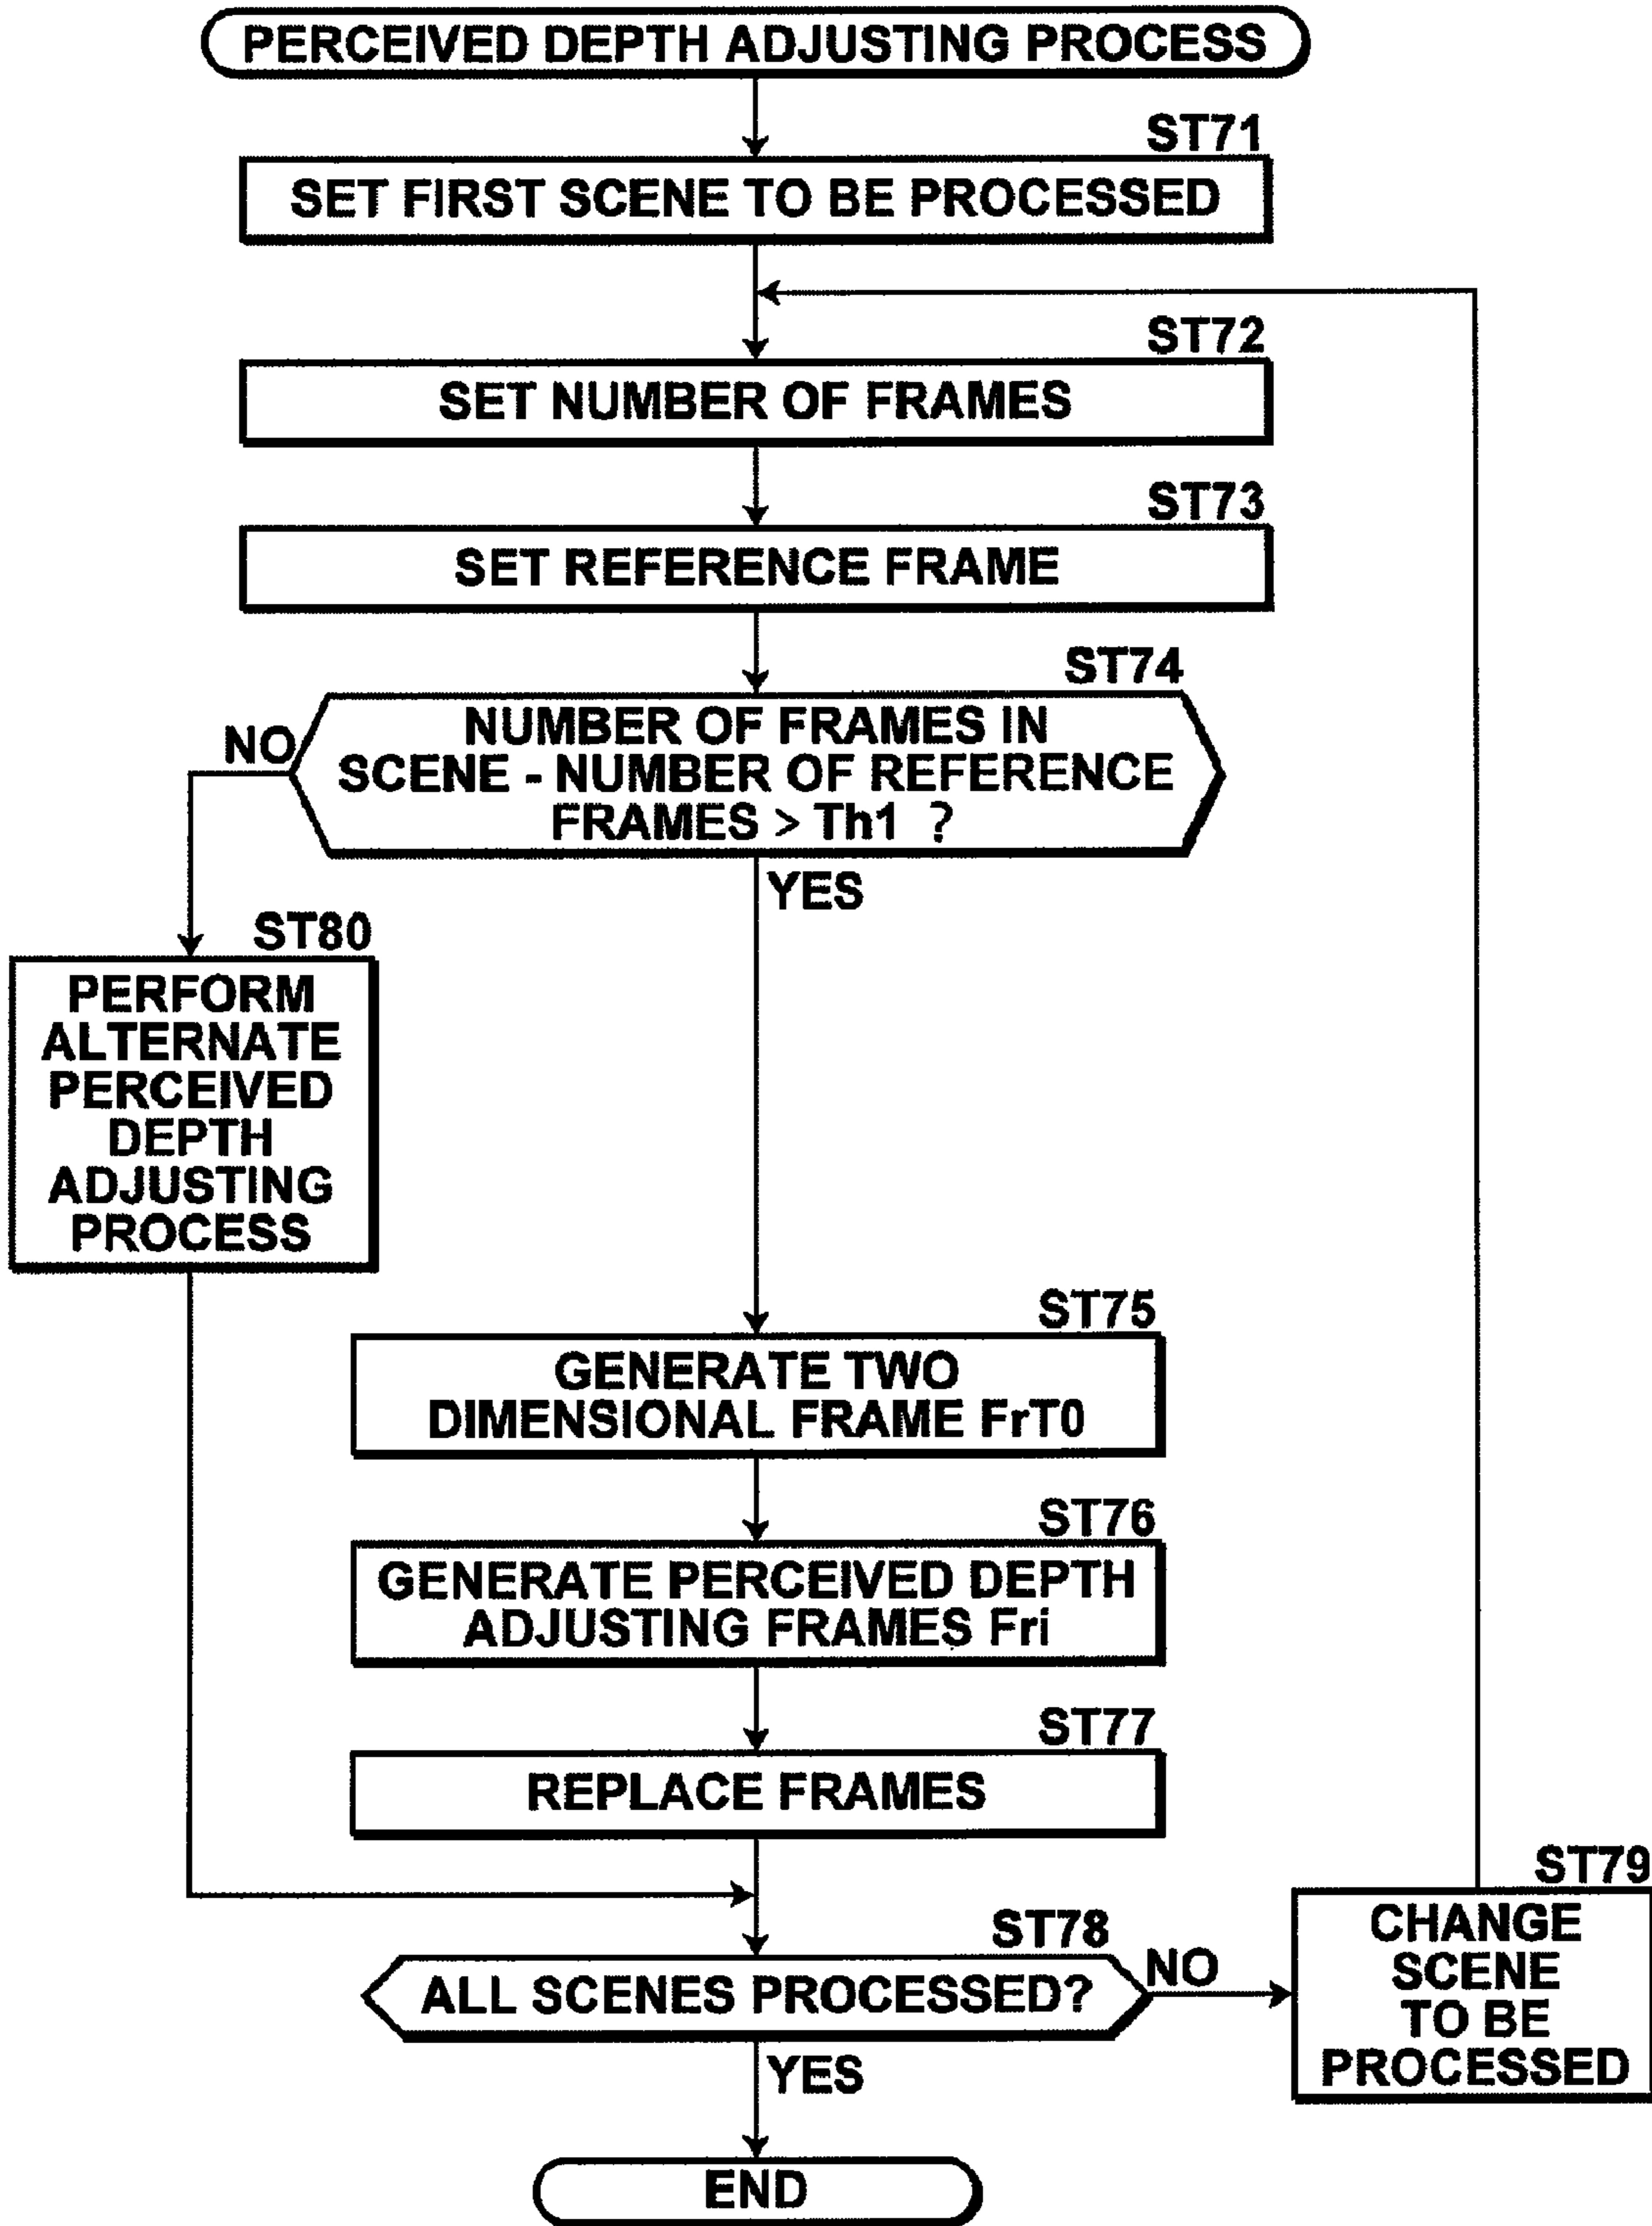 PERCEIVED DEPTH ADJUSTING PROCESS
ST71
SET FIRST SCENE TO BE PROCESSED
ST72
SET NUMBER OF FRAMES
ST73
SET REFERENCE FRAME
ST74
NUMBER OF FRAMES IN
SCENE - NUMBER OF REFERENCE
FRAMES > Th1 ?
NO
YES
ST80
PERFORM
ALTERNATE
PERCEIVED
DEPTH
ADJUSTING
PROCESS
ST75
GENERATE TWO
DIMENSIONAL FRAME FrT0
ST76
GENERATE PERCEIVED DEPTH
ADJUSTING FRAMES Fri
ST77
REPLACE FRAMES
ST78
ALL SCENES PROCESSED?
NO
YES
ST79
CHANGE
SCENE
TO BE
PROCESSED
END